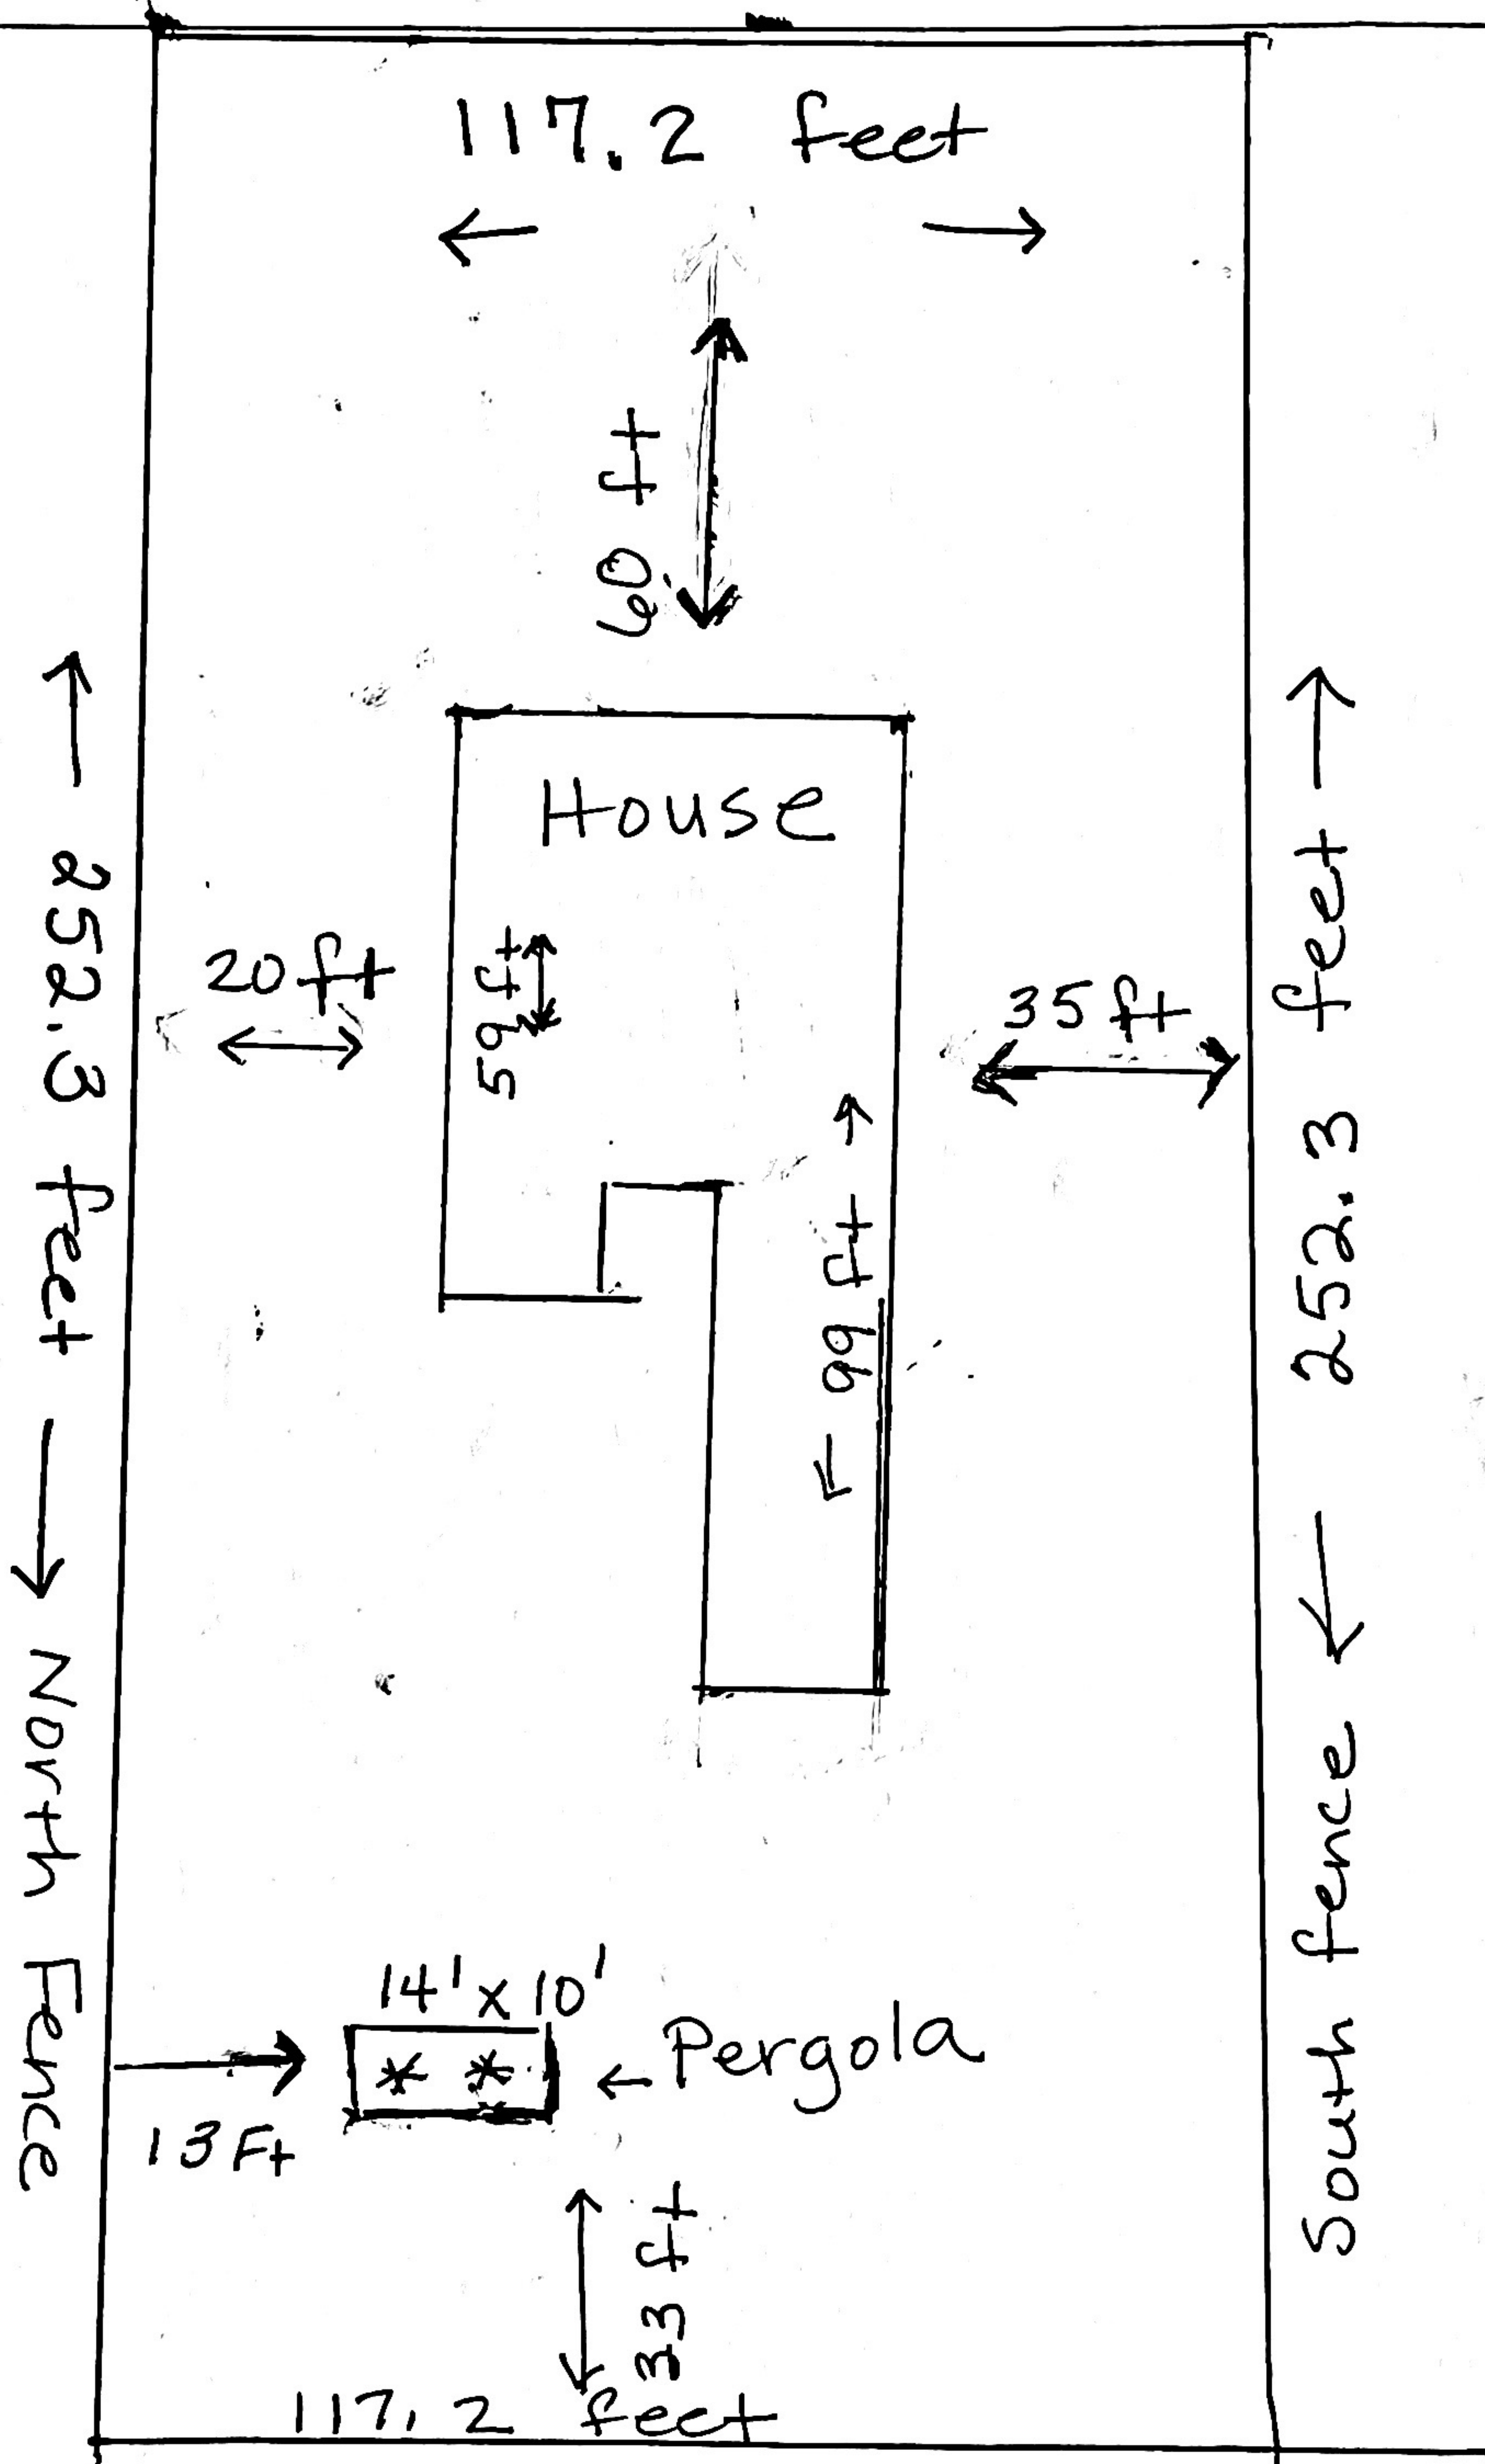 117.2 feet
60 ft
House
59 ft
20 ft
35 ft
99 ft
252.3 feet
North Fence
252.3 feet
South fence
14' x 10'
* *
Pergola
13 Ft
33 ft
117.2 feet